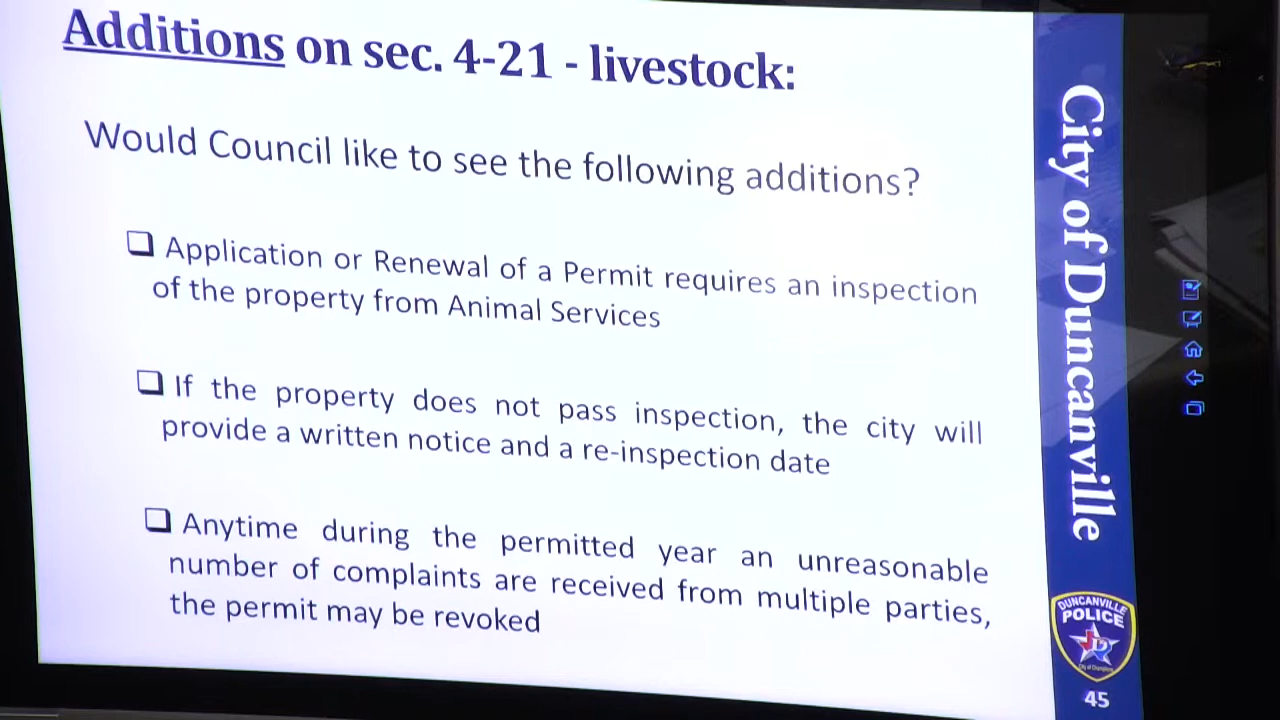 Additions on sec. 4-21 - livestock:
Would Council like to see the following additions?
Application or Renewal of a Permit requires an inspection
of the property from Animal Services
If the property does not pass inspection, the city will
provide a written notice and a re-inspection date
Anytime during the permitted year an unreasonable
number of complaints are received from multiple parties,
the permit may be revoked
City of Duncanville
DUNCANVILLE
POLICE
City of Champions
45